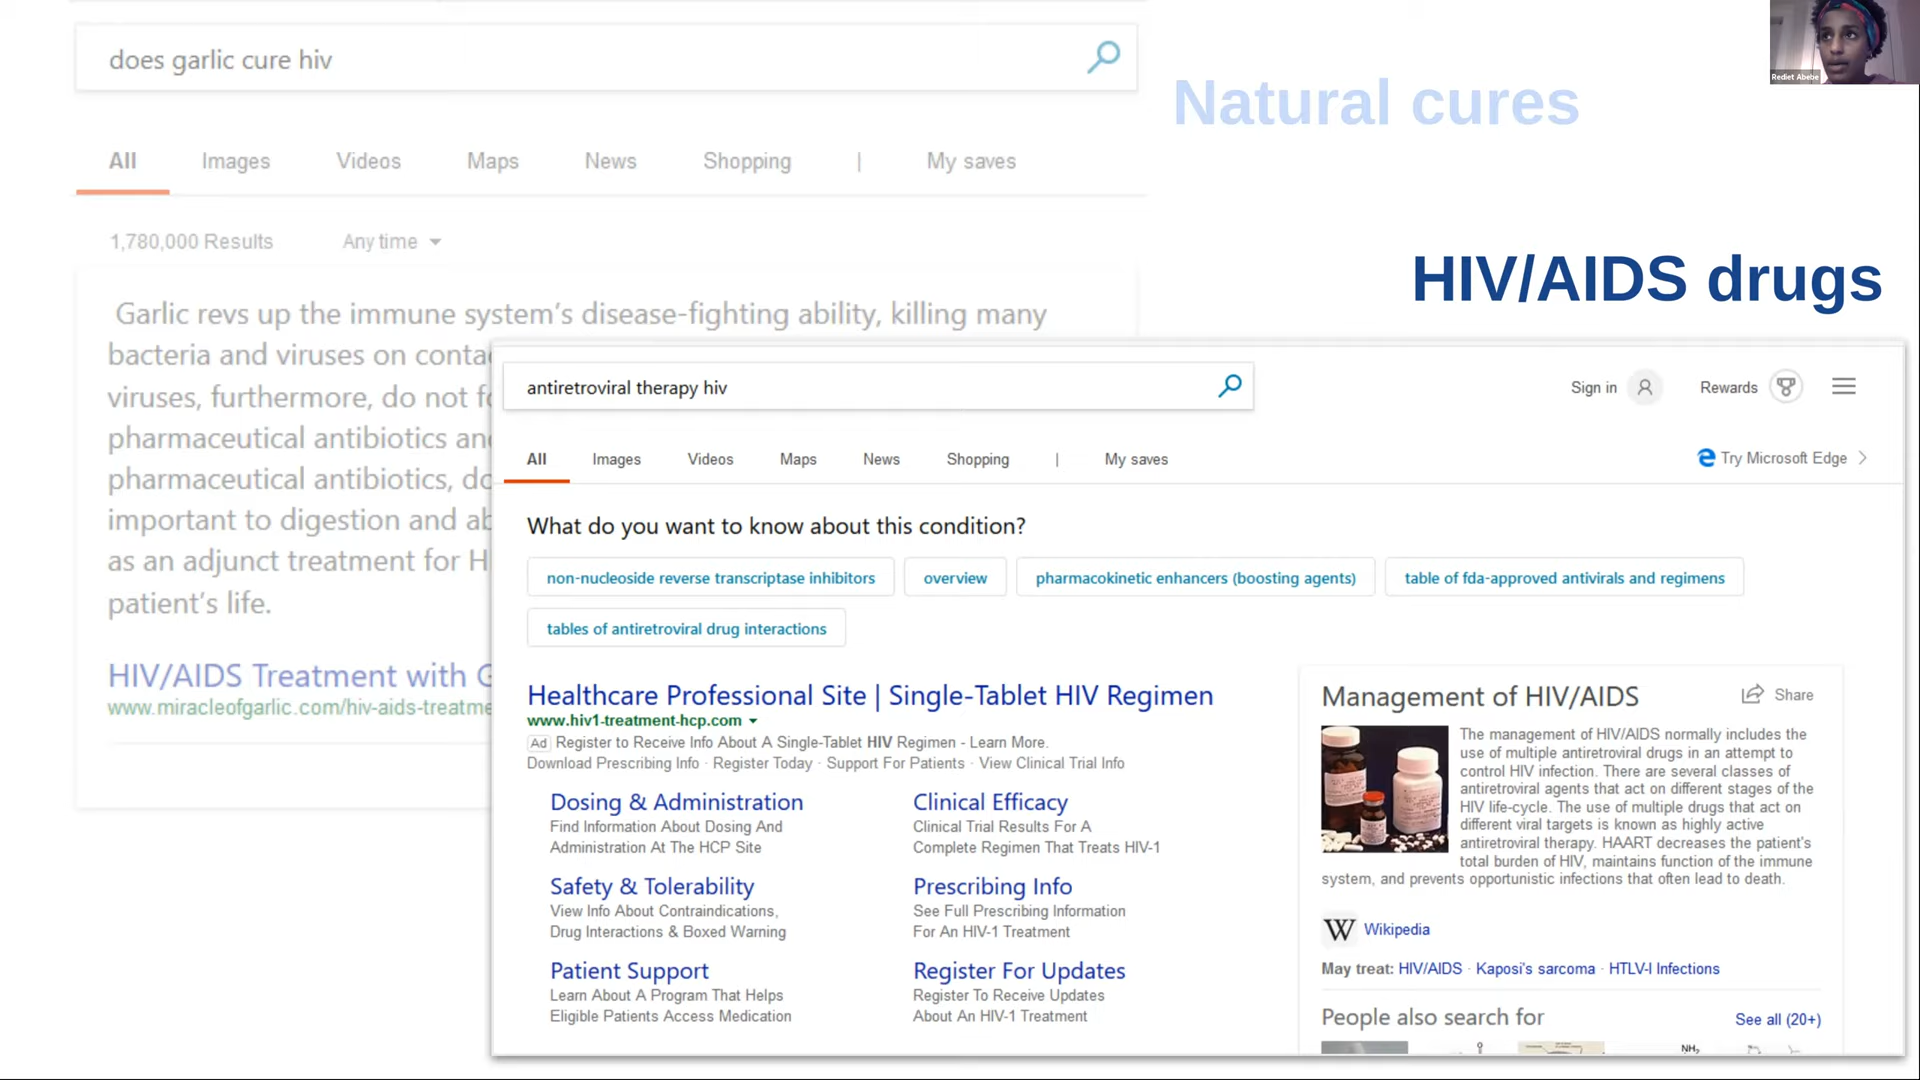 does garlic cure hiv
Natural cures
Rediet Abebe
All Images Videos Maps News Shopping | My saves
1,780,000 Results Any time
HIV/AIDS drugs
Garlic revs up the immune system's disease-fighting ability, killing many
bacteria and viruses on conta
viruses, furthermore, do not fo
pharmaceutical antibiotics and
pharmaceutical antibiotics, do
important to digestion and ab
as an adjunct treatment for H
patient's life.
HIV/AIDS Treatment with G
www.miracleofgarlic.com/hiv-aids-treatme
antiretroviral therapy hiv
Sign in Rewards
All Images Videos Maps News Shopping | My saves
Try Microsoft Edge
What do you want to know about this condition?
non-nucleoside reverse transcriptase inhibitors overview pharmacokinetic enhancers (boosting agents) table of fda-approved antivirals and regimens
tables of antiretroviral drug interactions
Healthcare Professional Site | Single-Tablet HIV Regimen
www.hiv1-treatment-hcp.com
Ad Register to Receive Info About A Single-Tablet HIV Regimen - Learn More.
Download Prescribing Info · Register Today · Support For Patients · View Clinical Trial Info
Dosing & Administration
Find Information About Dosing And
Administration At The HCP Site
Clinical Efficacy
Clinical Trial Results For A
Complete Regimen That Treats HIV-1
Safety & Tolerability
View Info About Contraindications,
Drug Interactions & Boxed Warning
Prescribing Info
See Full Prescribing Information
For An HIV-1 Treatment
Patient Support
Learn About A Program That Helps
Eligible Patients Access Medication
Register For Updates
Register To Receive Updates
About An HIV-1 Treatment
Management of HIV/AIDS
Share
The management of HIV/AIDS normally includes the
use of multiple antiretroviral drugs in an attempt to
control HIV infection. There are several classes of
antiretroviral agents that act on different stages of the
HIV life-cycle. The use of multiple drugs that act on
different viral targets is known as highly active
antiretroviral therapy. HAART decreases the patient's
total burden of HIV, maintains function of the immune
system, and prevents opportunistic infections that often lead to death.
W Wikipedia
May treat: HIV/AIDS · Kaposi's sarcoma · HTLV-I Infections
People also search for
See all (20+)
NH₂